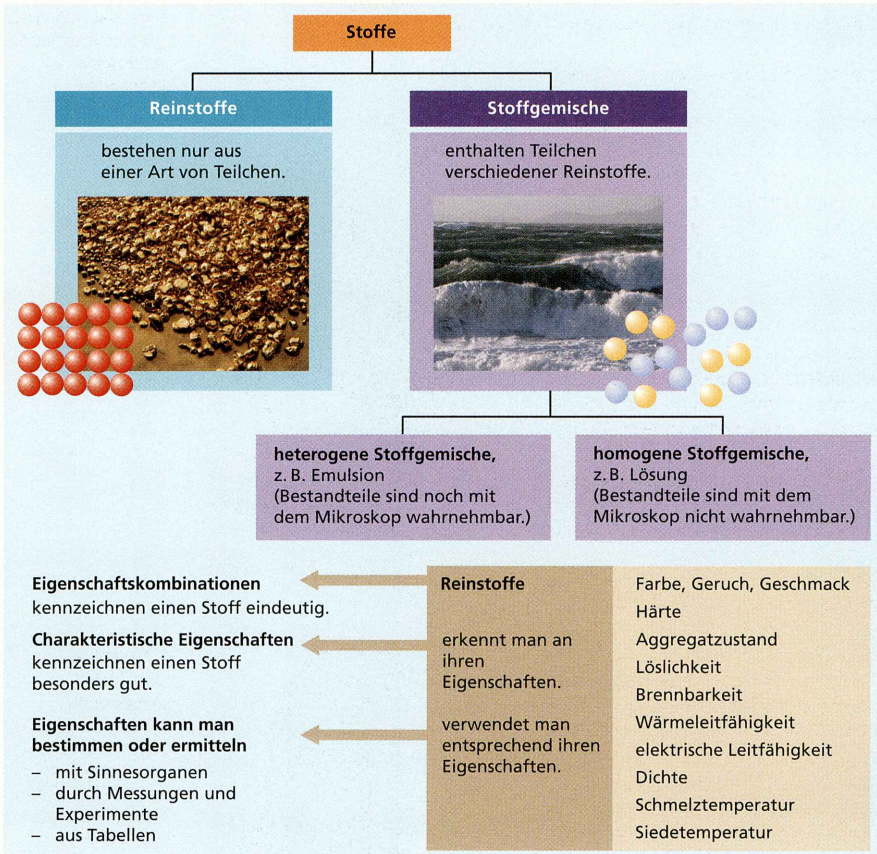 Stoffe
Reinstoffe
bestehen nur aus
einer Art von Teilchen.
Stoffgemische
enthalten Teilchen
verschiedener Reinstoffe.
heterogene Stoffgemische,
z. B. Emulsion
(Bestandteile sind noch mit
dem Mikroskop wahrnehmbar.)
homogene Stoffgemische,
z. B. Lösung
(Bestandteile sind mit dem
Mikroskop nicht wahrnehmbar.)
Eigenschaftskombinationen
kennzeichnen einen Stoff eindeutig.
Charakteristische Eigenschaften
kennzeichnen einen Stoff
besonders gut.
Eigenschaften kann man
bestimmen oder ermitteln
– mit Sinnesorganen
– durch Messungen und
Experimente
– aus Tabellen
Reinstoffe
erkennt man an
ihren
Eigenschaften.
verwendet man
entsprechend ihren
Eigenschaften.
Farbe, Geruch, Geschmack
Härte
Aggregatzustand
Löslichkeit
Brennbarkeit
Wärmeleitfähigkeit
elektrische Leitfähigkeit
Dichte
Schmelztemperatur
Siedetemperatur